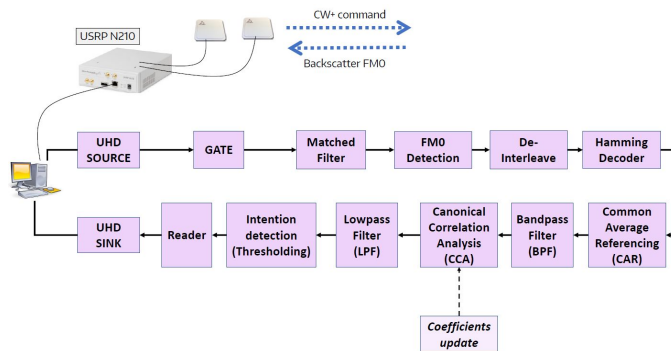 USRP N210
CW+ command
Backscatter FM0
UHD
SOURCE
GATE
Matched
Filter
FM0
Detection
De-
Interleave
Hamming
Decoder
UHD
SINK
Reader
Intention
detection
(Thresholding)
Lowpass
Filter
(LPF)
Canonical
Correlation
Analysis
(CCA)
Bandpass
Filter
(BPF)
Common
Average
Referencing
(CAR)
Coefficients
update